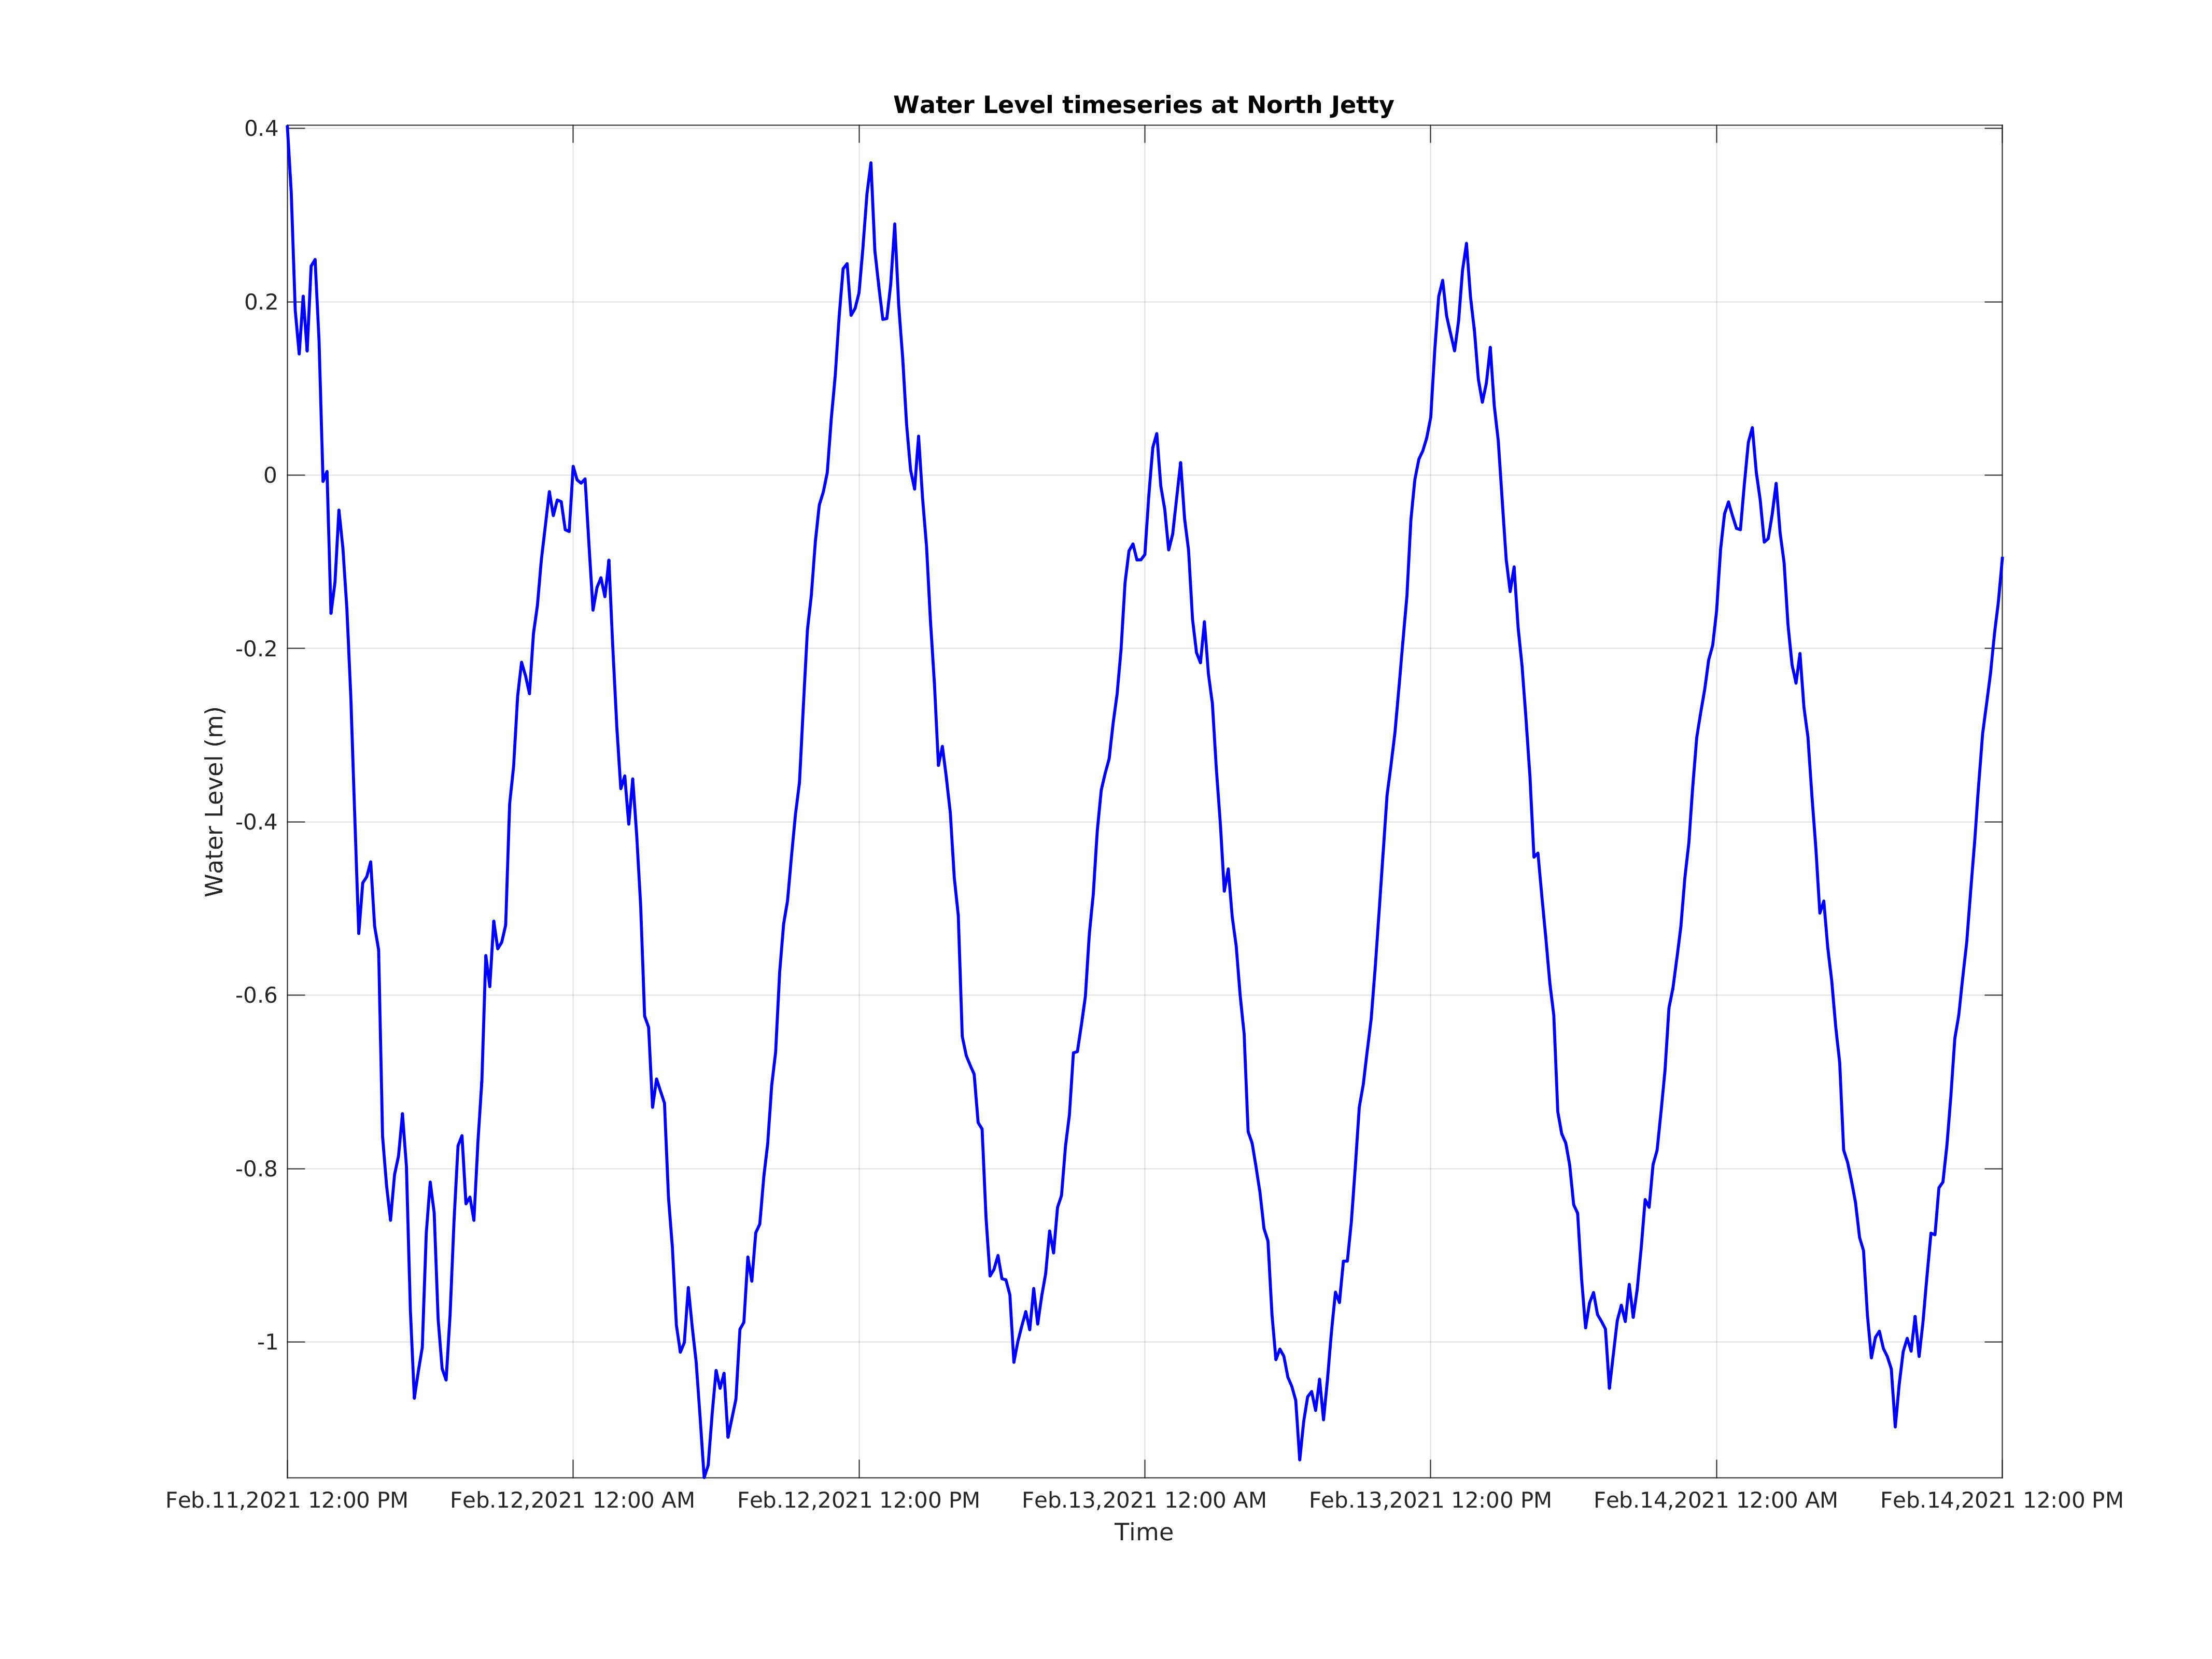 Water Level timeseries at North Jetty
0.4
0.2
0
-0.2
-0.4
-0.6
-0.8
-1
Water Level (m)
Feb.11,2021 12:00 PM Feb.12,2021 12:00 AM Feb.12,2021 12:00 PM Feb.13,2021 12:00 AM Feb.13,2021 12:00 PM Feb.14,2021 12:00 AM Feb.14,2021 12:00 PM
Time